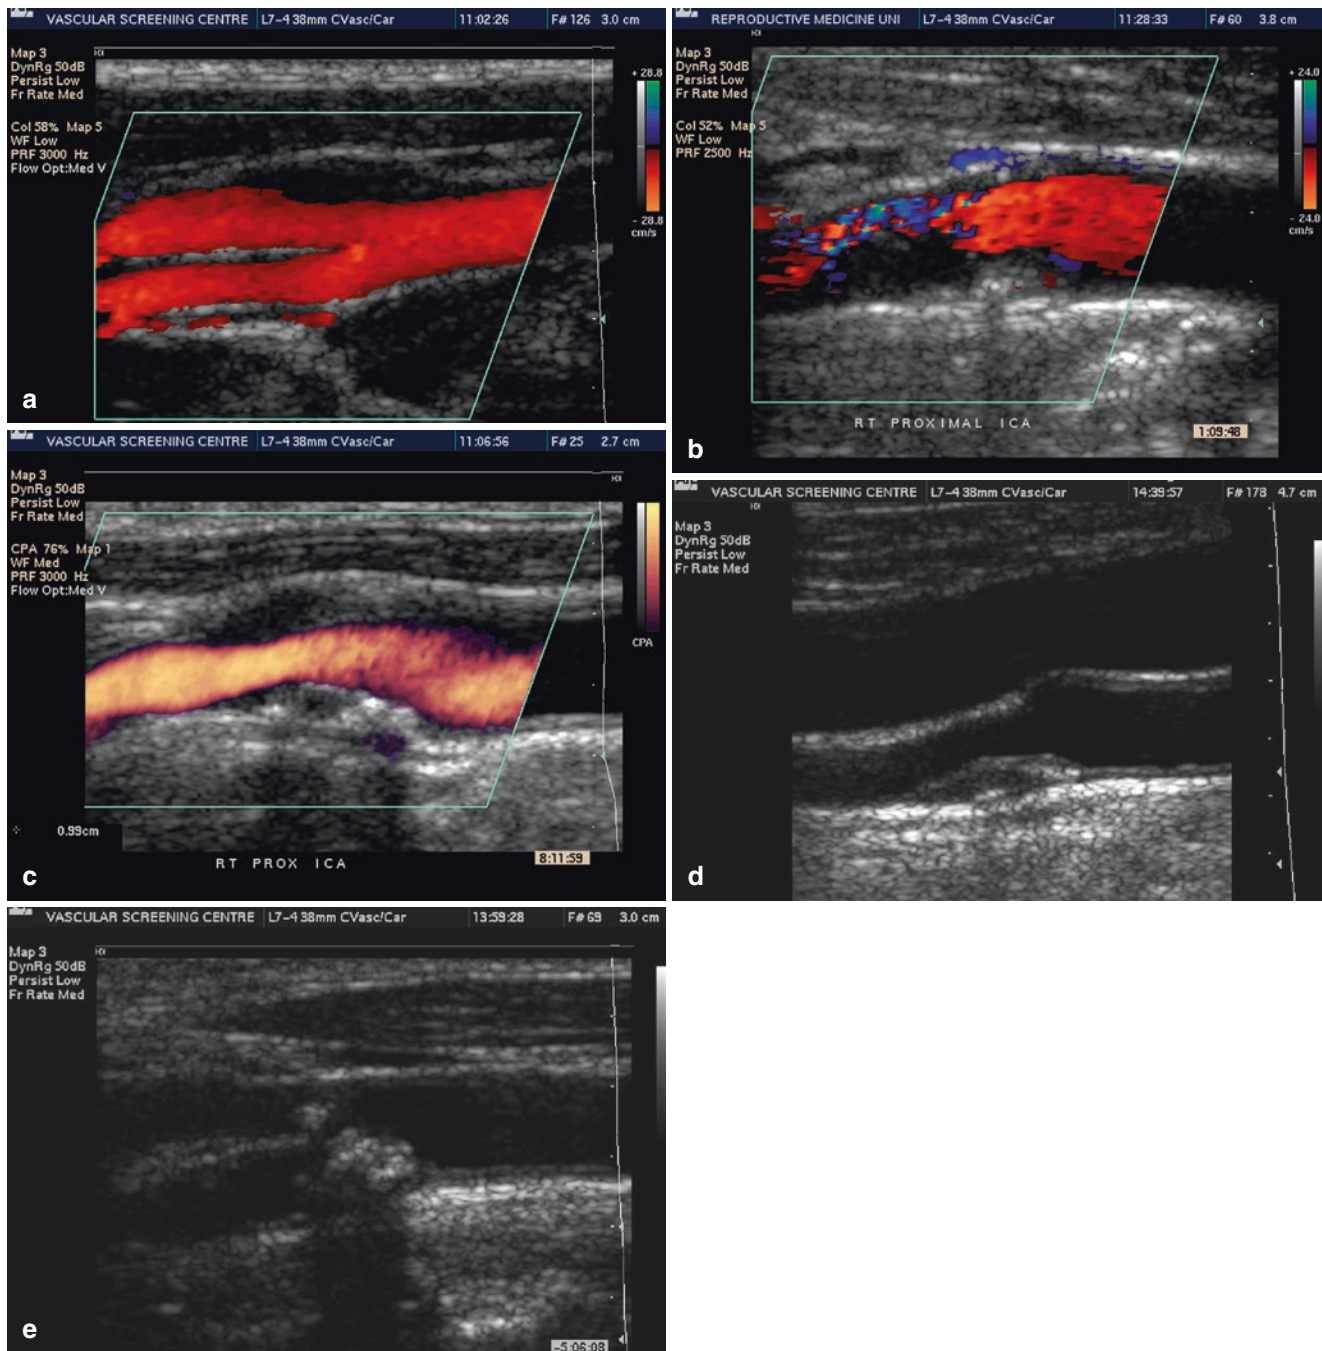 VASCULAR SCREENING CENTRE L7-4 38mm CVasc/Car 11:02:26 F# 126 3.0 cm
Map 3
DynRg 50dB
Persist Low
Fr Rate Med
Col 58% Map 5
WF Low
PRF 3000 Hz
Flow Opt:Med V
+ 28.8
- 28.8
cm/s
a
REPRODUCTIVE MEDICINE UNI L7-4 38mm CVasc/Car 11:28:33 F# 60 3.8 cm
Map 3
DynRg 50dB
Persist Low
Fr Rate Med
Col 52% Map 5
WF Low
PRF 2500 Hz
+ 24.0
- 24.0
cm/s
RT PROXIMAL ICA
1:09:48
b
VASCULAR SCREENING CENTRE L7-4 38mm CVasc/Car 11:06:56 F# 25 2.7 cm
Map 3
DynRg 50dB
Persist Low
Fr Rate Med
CPA 76% Map 1
WF Med
PRF 3000 Hz
Flow Opt:Med V
CPA
0.99cm
RT PROX ICA
8:11:59
c
VASCULAR SCREENING CENTRE L7-4 38mm CVasc/Car 14:39:57 F# 178 4.7 cm
Map 3
DynRg 50dB
Persist Low
Fr Rate Med
d
VASCULAR SCREENING CENTRE L7-4 38mm CVasc/Car 13:59:28 F# 69 3.0 cm
Map 3
DynRg 50dB
Persist Low
Fr Rate Med
-5:06:08
e